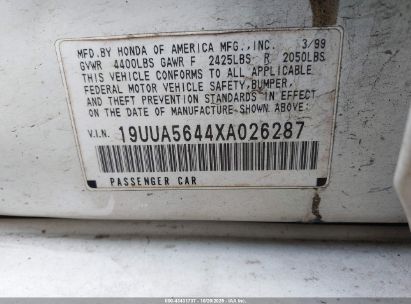 MFD.BY HONDA OF AMERICA MFG.,INC. 3/99
GVWR 4400LBS GAWR F 2425LBS R 2050LBS
THIS VEHICLE CONFORMS TO ALL APPLICABLE
FEDERAL MOTOR VEHICLE SAFETY,BUMPER,
AND THEFT PREVENTION STANDARDS IN EFFECT
ON THE DATE OF MANUFACTURE SHOWN ABOVE.
V.I.N. 19UUA5644XA026287
PASSENGER CAR